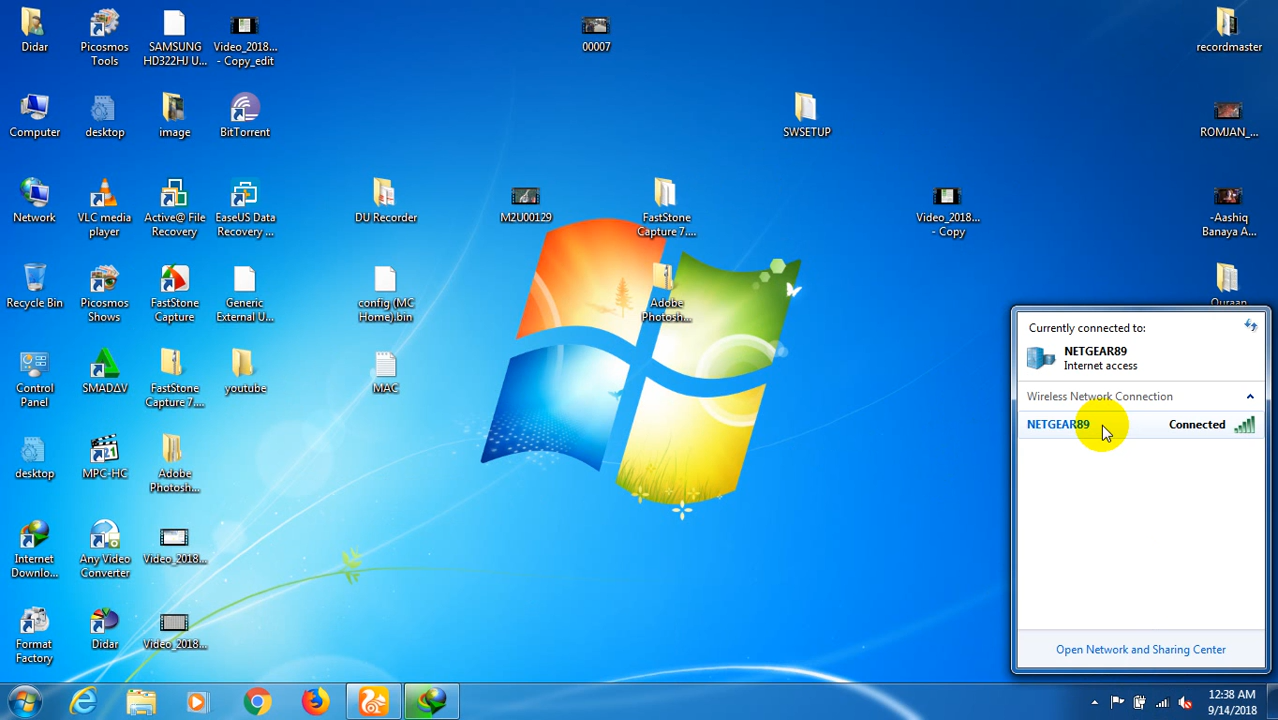 Didar
Picosmos
Tools
SAMSUNG
HD322HJ U...
Video_2018...
- Copy_edit
00007
recordmaster
Computer
desktop
image
BitTorrent
SWSETUP
ROMJAN_...
Network
VLC media
player
Active@ File
Recovery
EaseUS Data
Recovery ...
DU Recorder
M2U00129
FastStone
Capture 7....
Video_2018...
- Copy
-Aashiq
Banaya A...
Recycle Bin
Picosmos
Shows
FastStone
Capture
Generic
External U...
config (MC
Home).bin
Adobe
Photosh...
Quraan
Control
Panel
SMADAV
FastStone
Capture 7....
youtube
MAC
desktop
MPC-HC
Adobe
Photosh...
Internet
Downlo...
Any Video
Converter
Video_2018...
Format
Factory
Didar
Video_2018...
Currently connected to:
NETGEAR89
Internet access
Wireless Network Connection
NETGEAR89 Connected
Open Network and Sharing Center
12:38 AM
9/14/2018